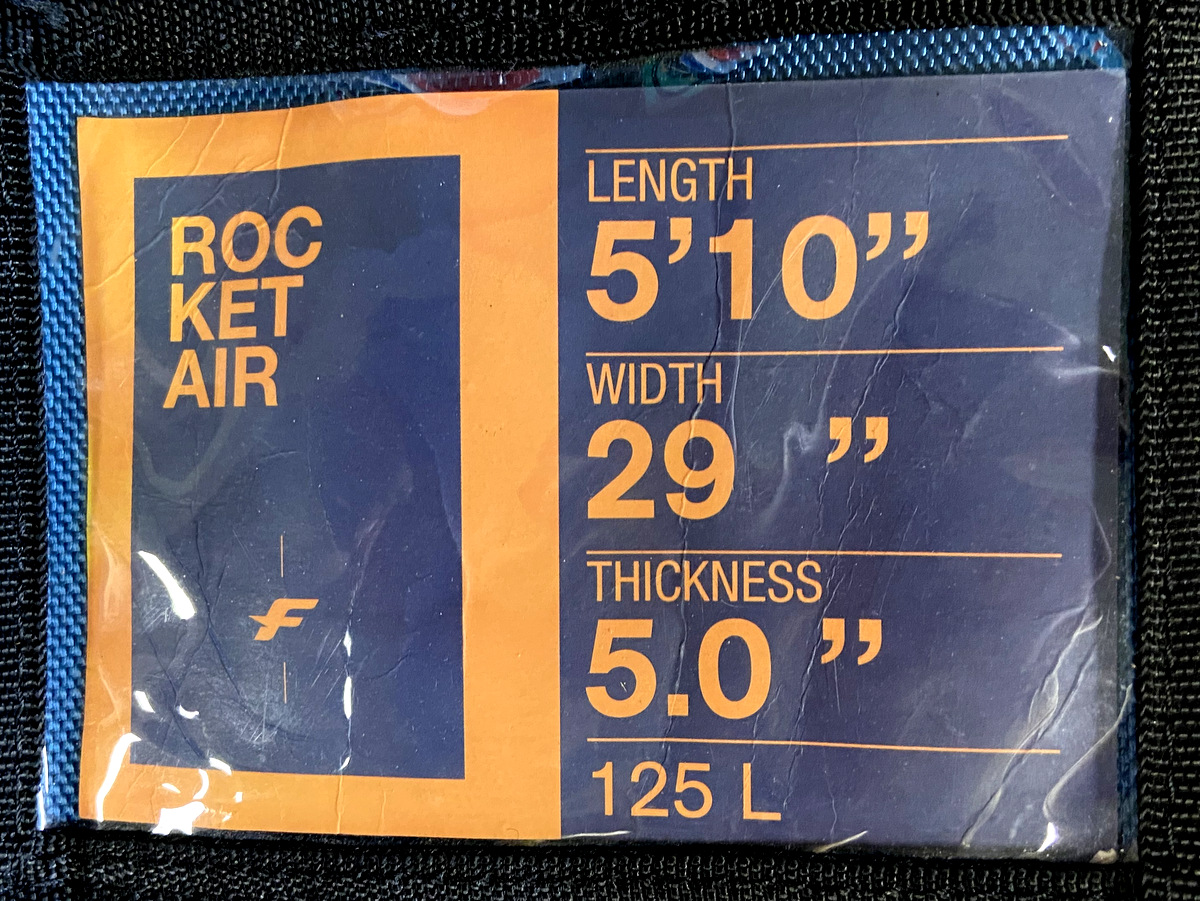 ROC
KET
AIR
F
LENGTH
5’10”
WIDTH
29 ”
THICKNESS
5.0 ”
125 L